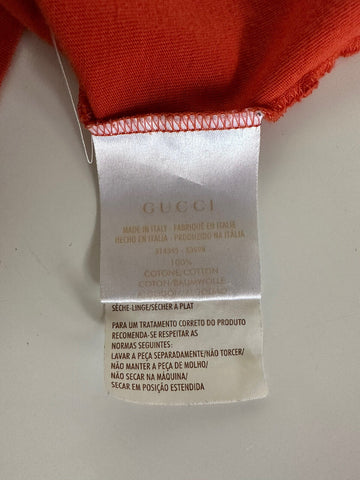 GUCCI
MADE IN ITALY - FABRIQUÉ EN ITALIE
HECHO EN ITALIA - PRODUZIDO NA ITÁLIA
100%
COTONE, COTTON
COTON/BAUMWOLLE
SÈCHE-LINGE/SÉCHER À PLAT
PARA UM TRATAMENTO CORRETO DO PRODUTO
RECOMENDA-SE RESPEITAR AS
NORMAS SEGUINTES:
LAVAR A PEÇA SEPARADAMENTE/NÃO TORCER/
NÃO MANTER A PEÇA DE MOLHO/
NÃO SECAR NA MÁQUINA/
SECAR EM POSIÇÃO ESTENDIDA